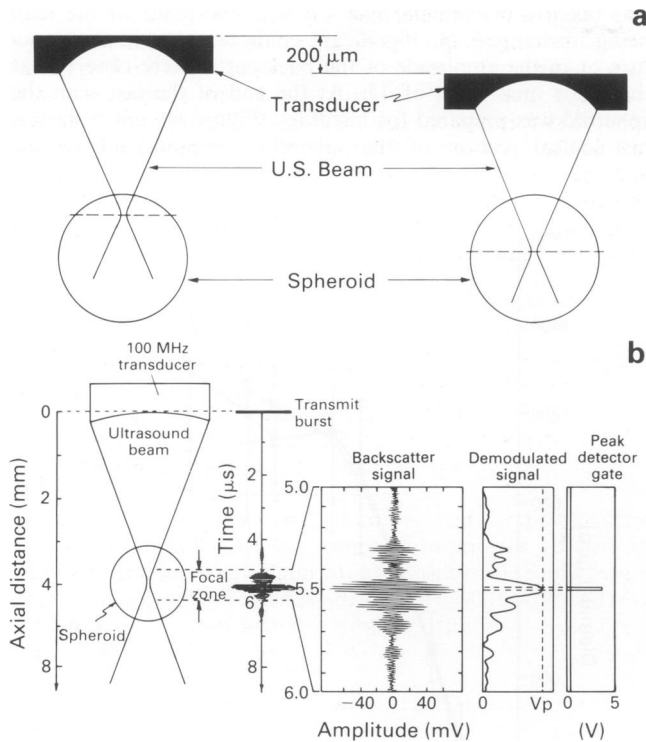 a
200 μm
Transducer
U.S. Beam
Spheroid
b
100 MHz
transducer
0
Transmit
burst
Ultrasound
beam
Axial distance (mm)
2
4
6
8
Spheroid
Focal
zone
Time (μs)
2
4
6
8
Backscatter
signal
Demodulated
signal
Peak
detector
gate
5.0
5.5
6.0
−40 0 40
Amplitude (mV)
0 Vp
0 5
(V)